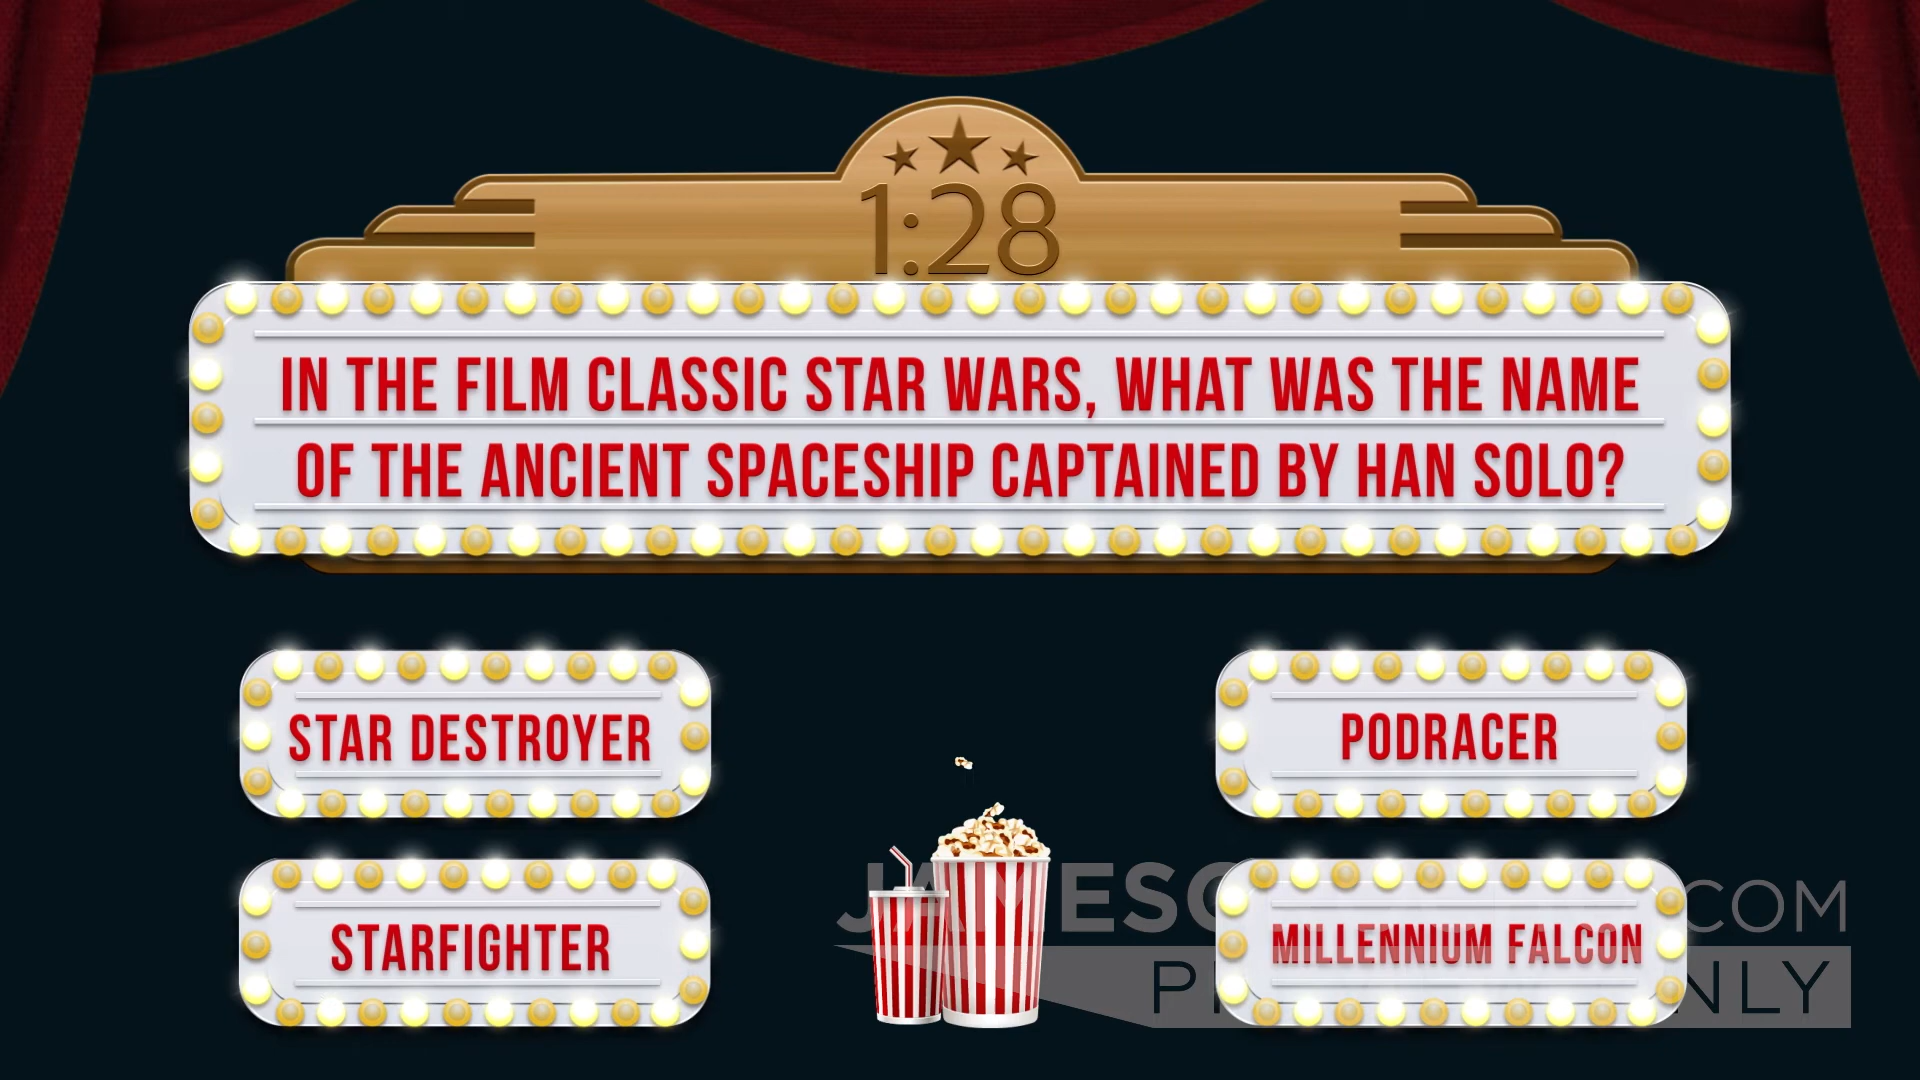 1:28
IN THE FILM CLASSIC STAR WARS, WHAT WAS THE NAME
OF THE ANCIENT SPACESHIP CAPTAINED BY HAN SOLO?
STAR DESTROYER
PODRACER
STARFIGHTER
MILLENNIUM FALCON